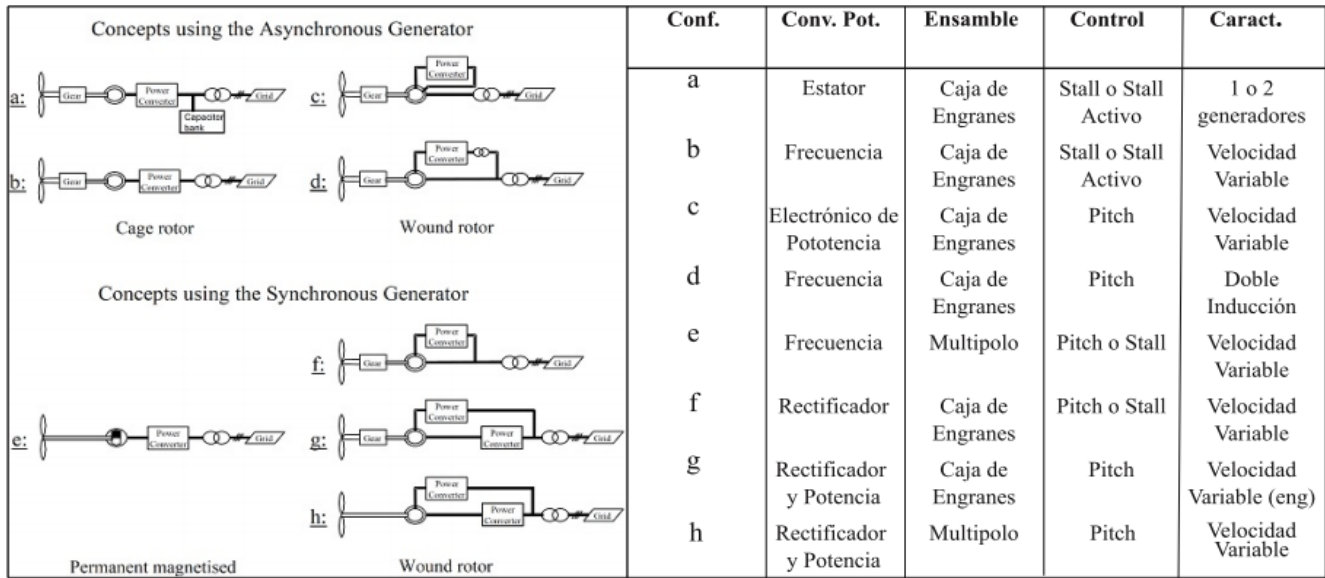 Concepts using the Asynchronous Generator
a:
Gear
Power
Converter
Grid
Capacitor
bank
c:
Gear
Power
Converter
Grid
b:
Gear
Power
Converter
Grid
d:
Gear
Power
Converter
Grid
Cage rotor
Wound rotor
Concepts using the Synchronous Generator
f:
Gear
Power
Converter
Grid
e:
Power
Converter
Grid
g:
Gear
Power
Converter
Power
Converter
Grid
h:
Power
Converter
Power
Converter
Grid
Permanent magnetised
Wound rotor
Conf. Conv. Pot. Ensamble Control Caract.
a Estator Caja de Stall o Stall 1 o 2
Engranes Activo generadores
b Frecuencia Caja de Stall o Stall Velocidad
Engranes Activo Variable
c Electrónico de Caja de Pitch Velocidad
Pototencia Engranes Variable
d Frecuencia Caja de Pitch Doble
Engranes Inducción
e Frecuencia Multipolo Pitch o Stall Velocidad
Variable
f Rectificador Caja de Pitch o Stall Velocidad
Engranes Variable
g Rectificador Caja de Pitch Velocidad
y Potencia Engranes Variable (eng)
h Rectificador Multipolo Pitch Velocidad
y Potencia Variable